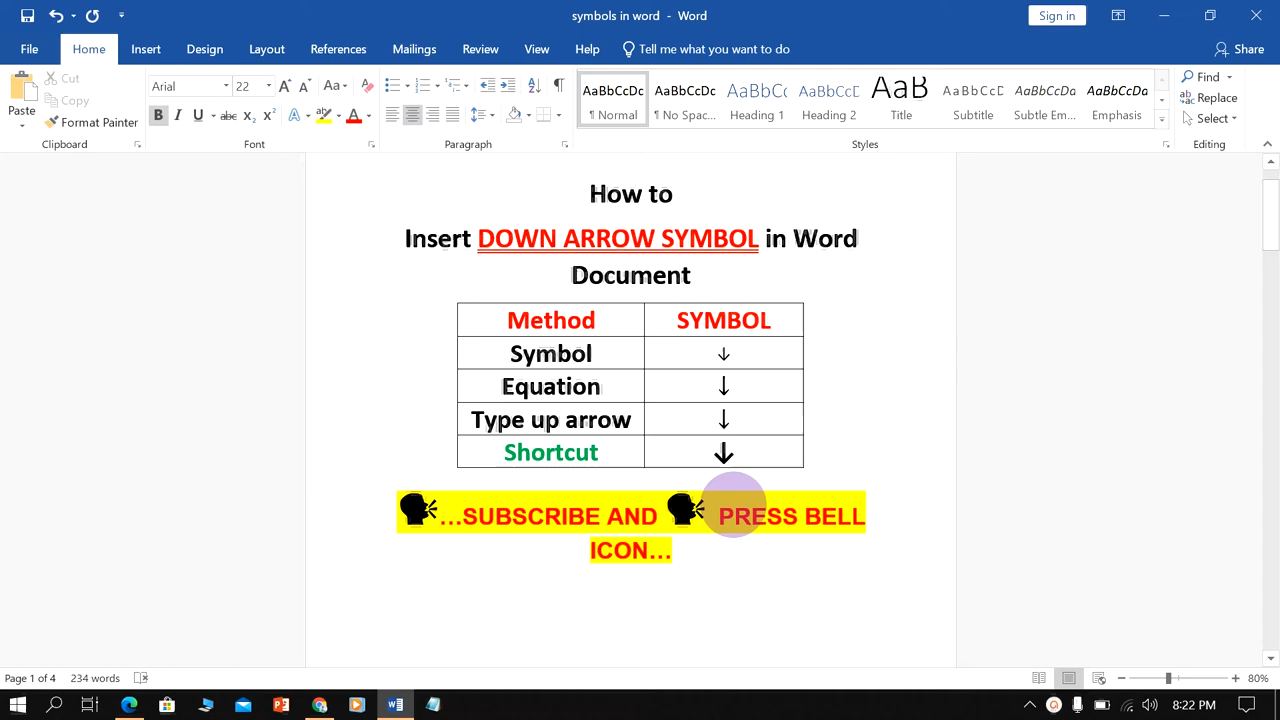 symbols in word - Word
Sign in
File Home Insert Design Layout References Mailings Review View Help Tell me what you want to do Share
Paste
Cut
Copy
Format Painter
Clipboard
Arial 22
Font
Paragraph
AaBbCcDc ¶ Normal
AaBbCcDc ¶ No Spac...
AaBbCc Heading 1
AaBbCcD Heading 2
AaB Title
AaBbCcD Subtitle
AaBbCcDa Subtle Em...
AaBbCcDa Emphasis
Styles
Find
Replace
Select
Editing
How to
Insert DOWN ARROW SYMBOL in Word
Document
Method SYMBOL
Symbol ↓
Equation ↓
Type up arrow ↓
Shortcut ↓
…SUBSCRIBE AND PRESS BELL
ICON…
Page 1 of 4 234 words 80%
8:22 PM